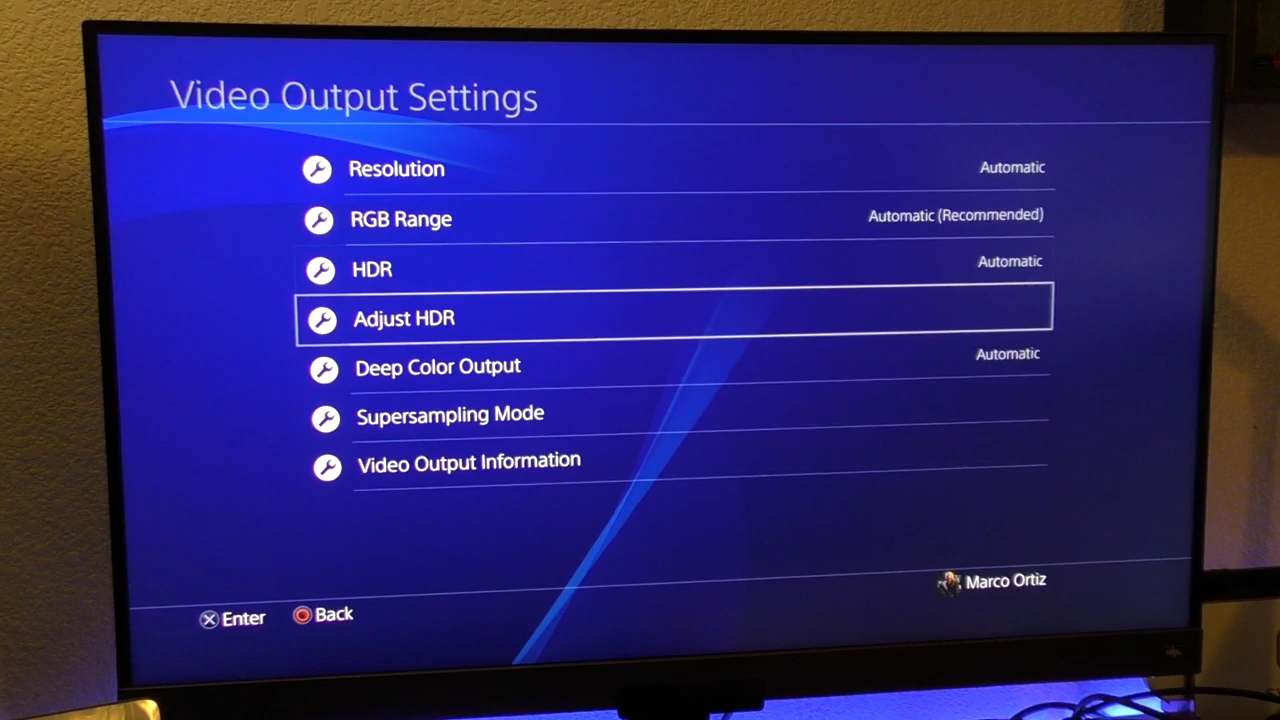 Video Output Settings
Resolution Automatic
RGB Range Automatic (Recommended)
HDR Automatic
Adjust HDR
Deep Color Output Automatic
Supersampling Mode
Video Output Information
Marco Ortiz
Enter Back